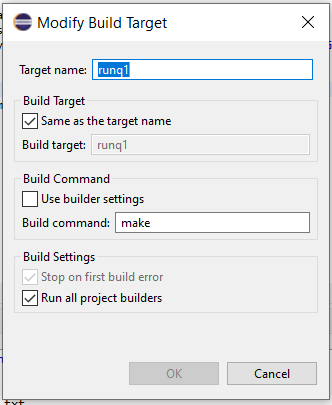 Modify Build Target
Target name: runq1
Build Target
Same as the target name
Build target: runq1
Build Command
Use builder settings
Build command: make
Build Settings
Stop on first build error
Run all project builders
OK Cancel
txt